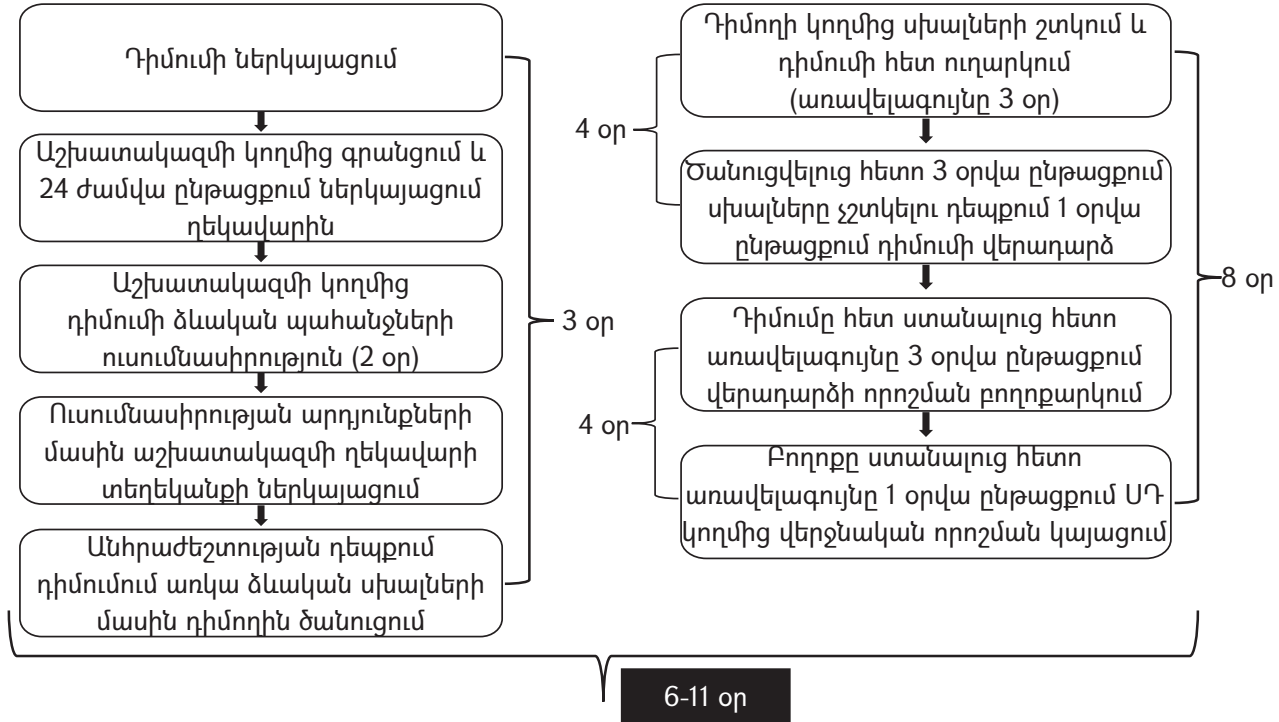 Դիմումի ներկայացում
Աշխատակազմի կողմից գրանցում և
24 ժամվա ընթացքում ներկայացում
ղեկավարին
Աշխատակազմի կողմից
դիմումի ձևական պահանջների
ուսումնասիրություն (2 օր)
Ուսումնասիրության արդյունքների
մասին աշխատակազմի ղեկավարի
տեղեկանքի ներկայացում
Անհրաժեշտության դեպքում
դիմումում առկա ձևական սխալների
մասին դիմողին ծանուցում
3 օր
Դիմողի կողմից սխալների շտկում և
դիմումի հետ ուղարկում
(առավելագույնը 3 օր)
4 օր
Ծանուցվելուց հետո 3 օրվա ընթացքում
սխալները չշտկելու դեպքում 1 օրվա
ընթացքում դիմումի վերադարձ
Դիմումը հետ ստանալուց հետո
առավելագույնը 3 օրվա ընթացքում
վերադարձի որոշման բողոքարկում
4 օր
Բողոքը ստանալուց հետո
առավելագույնը 1 օրվա ընթացքում ՍԴ
կողմից վերջնական որոշման կայացում
8 օր
6-11 օր